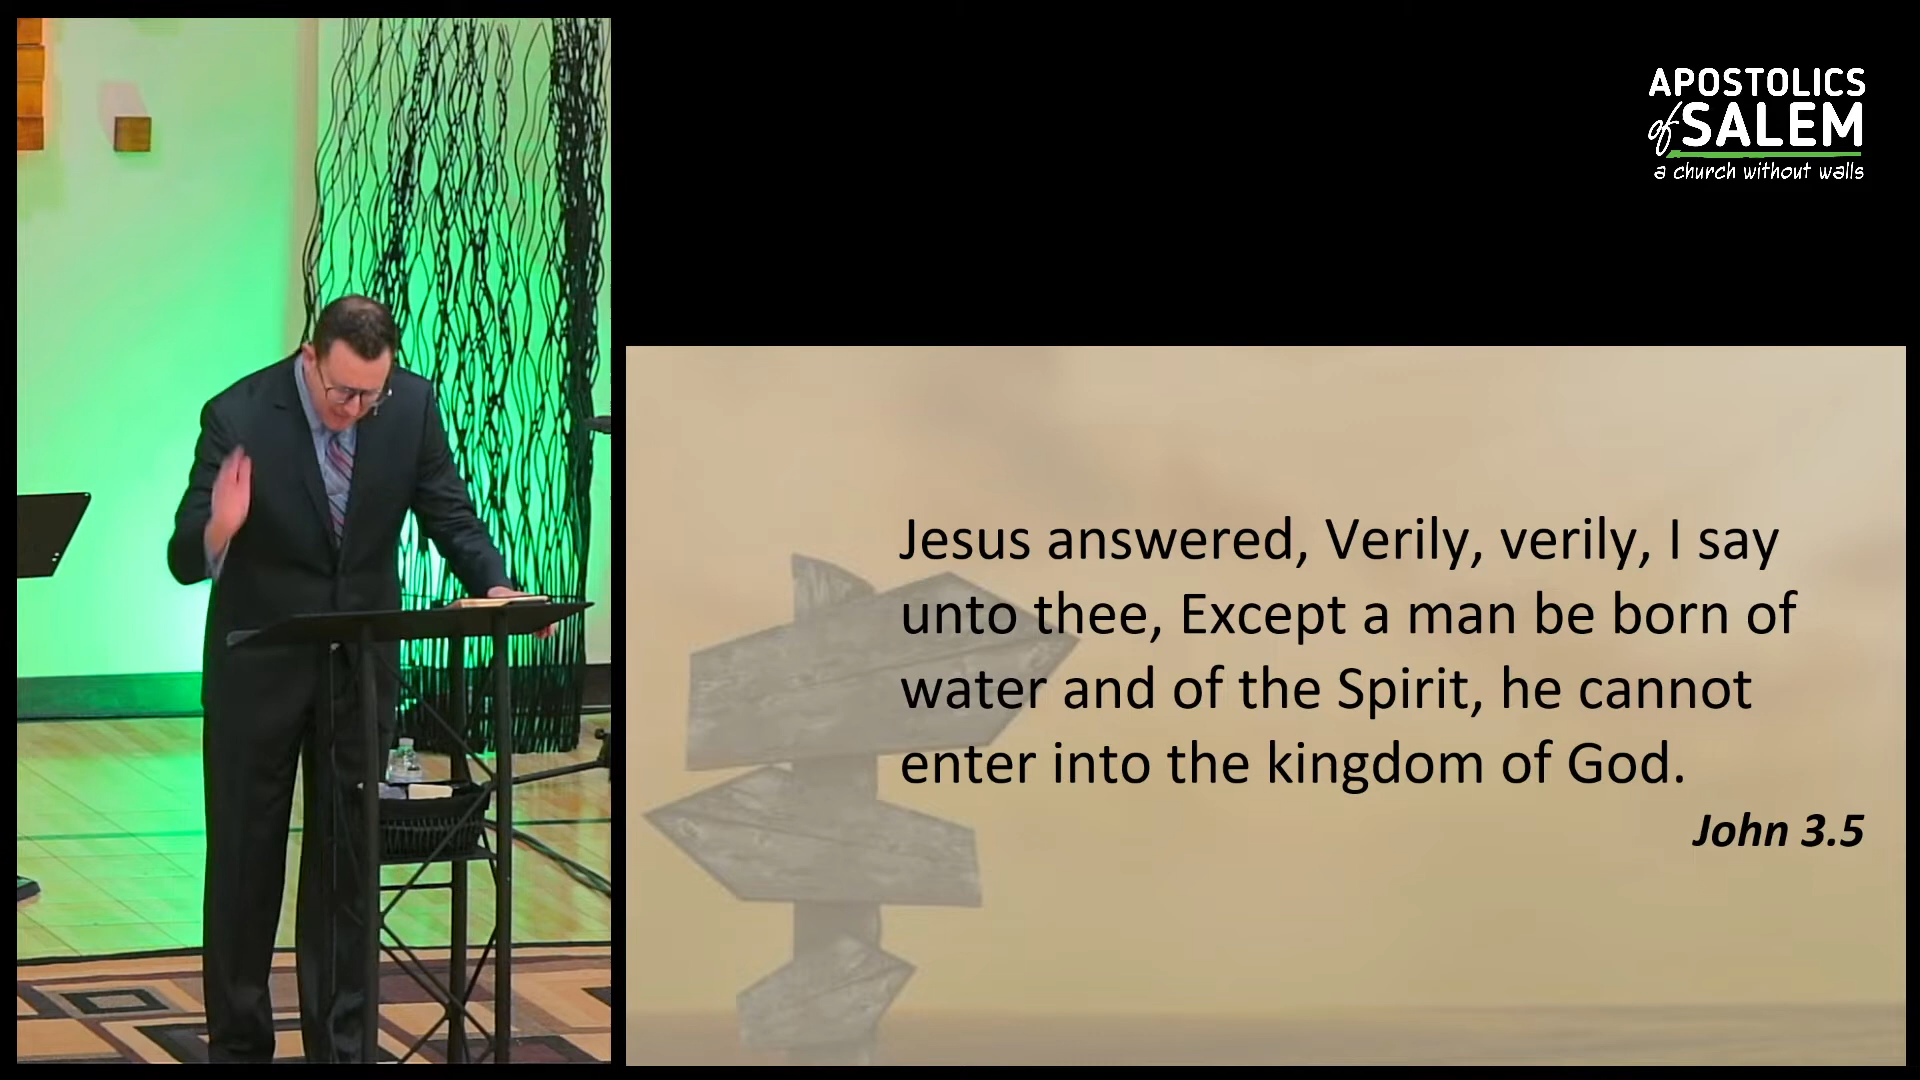 APOSTOLICS
of SALEM
a church without walls
Jesus answered, Verily, verily, I say
unto thee, Except a man be born of
water and of the Spirit, he cannot
enter into the kingdom of God.
John 3.5